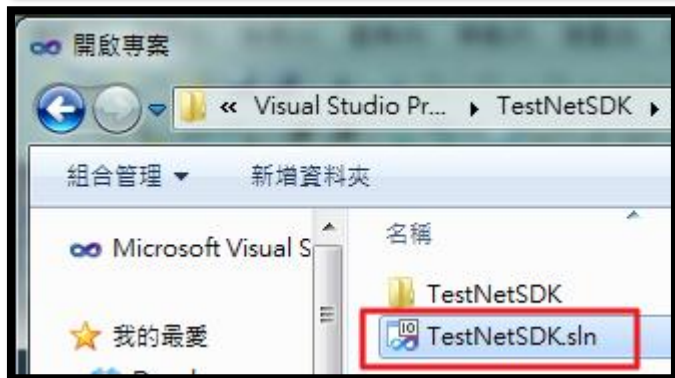 開啟專案
« Visual Studio Pr... ▸ TestNetSDK ▸
組合管理 ▼ 新增資料夾
名稱
Microsoft Visual S
TestNetSDK
TestNetSDK.sln
我的最愛